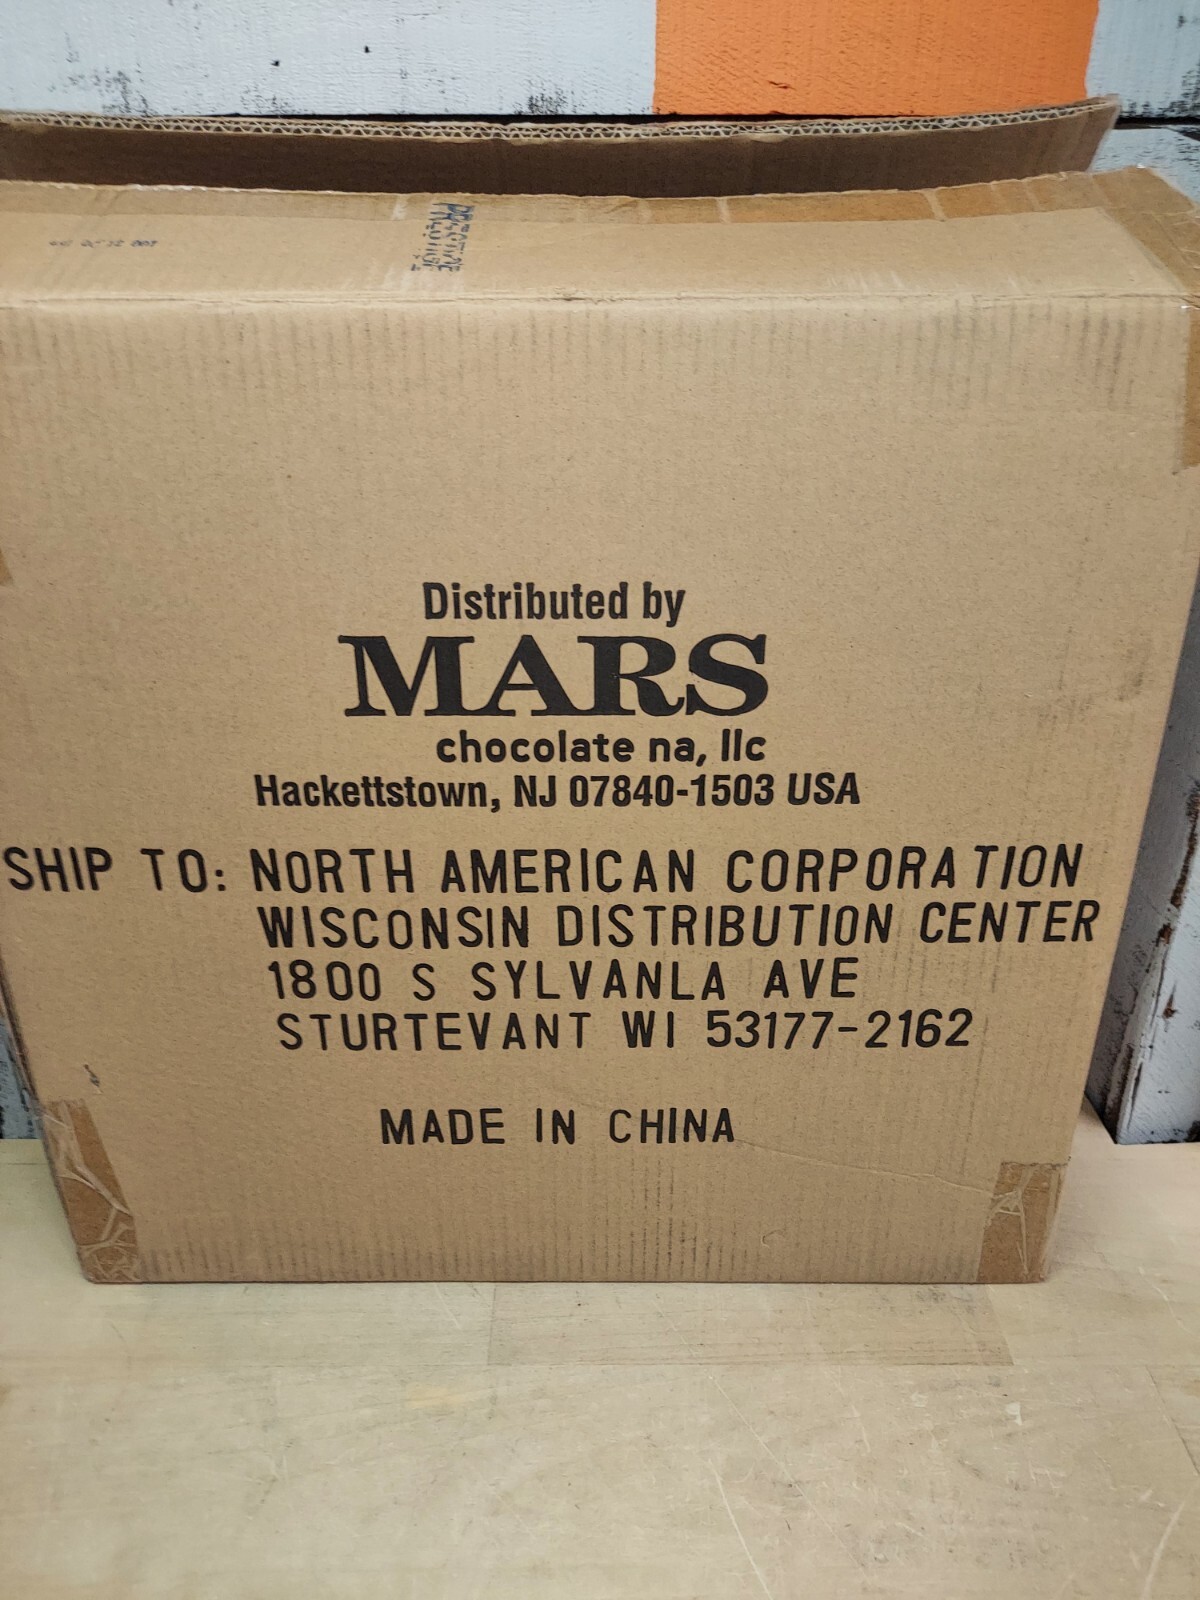 Distributed by
MARS
chocolate na, llc
Hackettstown, NJ 07840-1503 USA
SHIP TO: NORTH AMERICAN CORPORATION
WISCONSIN DISTRIBUTION CENTER
1800 S SYLVANLA AVE
STURTEVANT WI 53177-2162
MADE IN CHINA